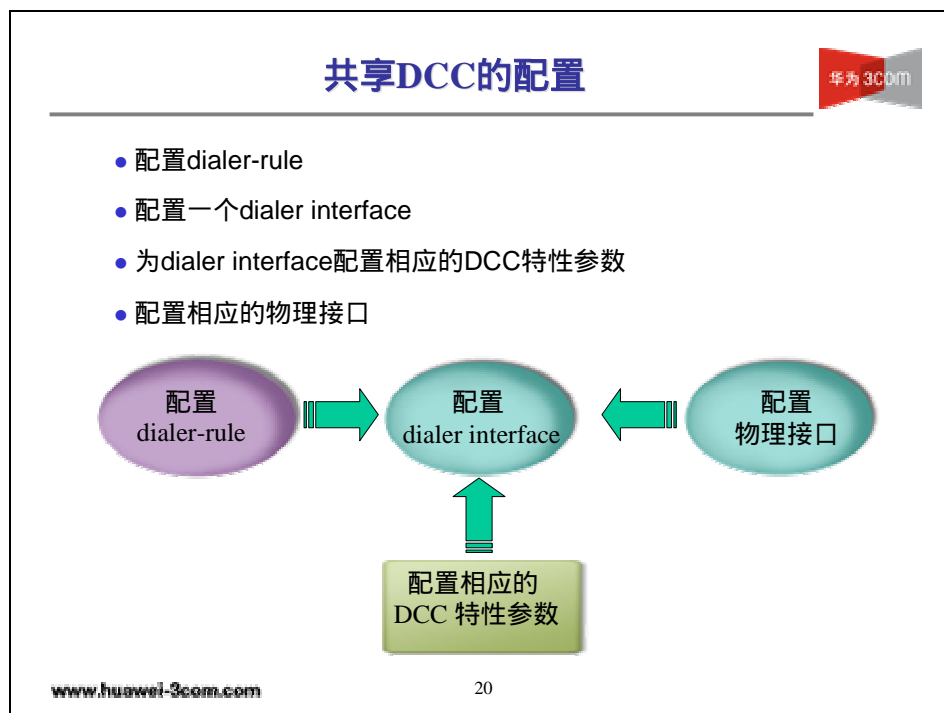 共享DCC的配置
华为 3com
配置dialer-rule
配置一个dialer interface
为dialer interface配置相应的DCC特性参数
配置相应的物理接口
配置
dialer-rule
配置
dialer interface
配置
物理接口
配置相应的
DCC 特性参数
www.huawei-3com.com
20